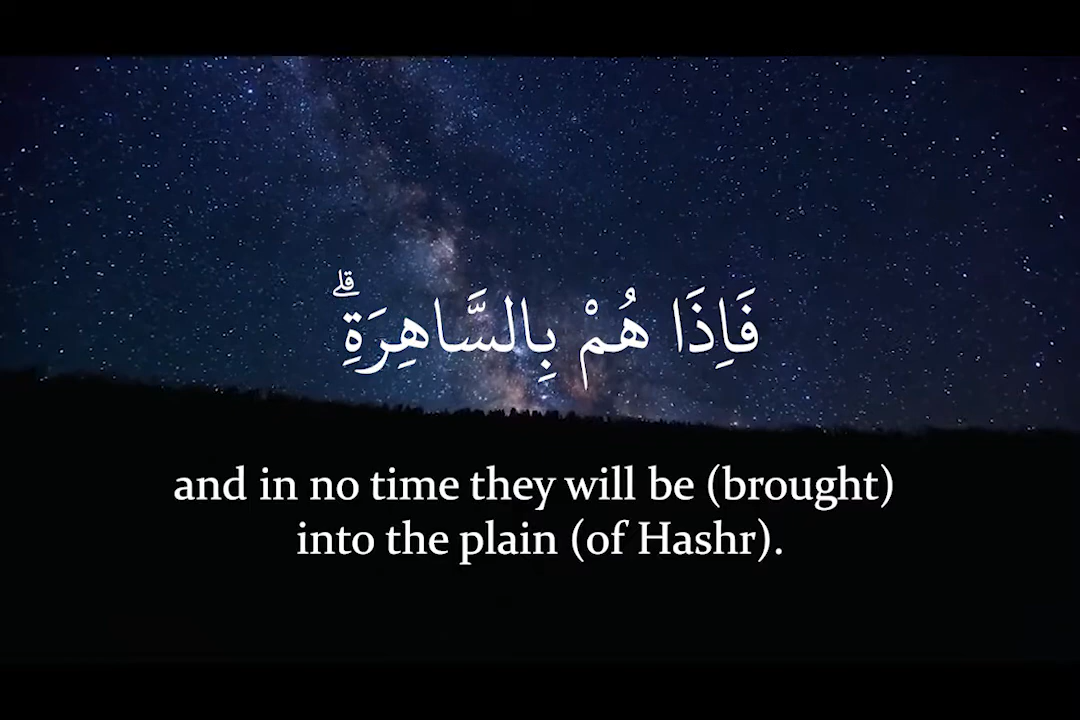 فَاِذَا هُمْ بِالسَّاهِرَةِۗ
and in no time they will be (brought)
into the plain (of Hashr).